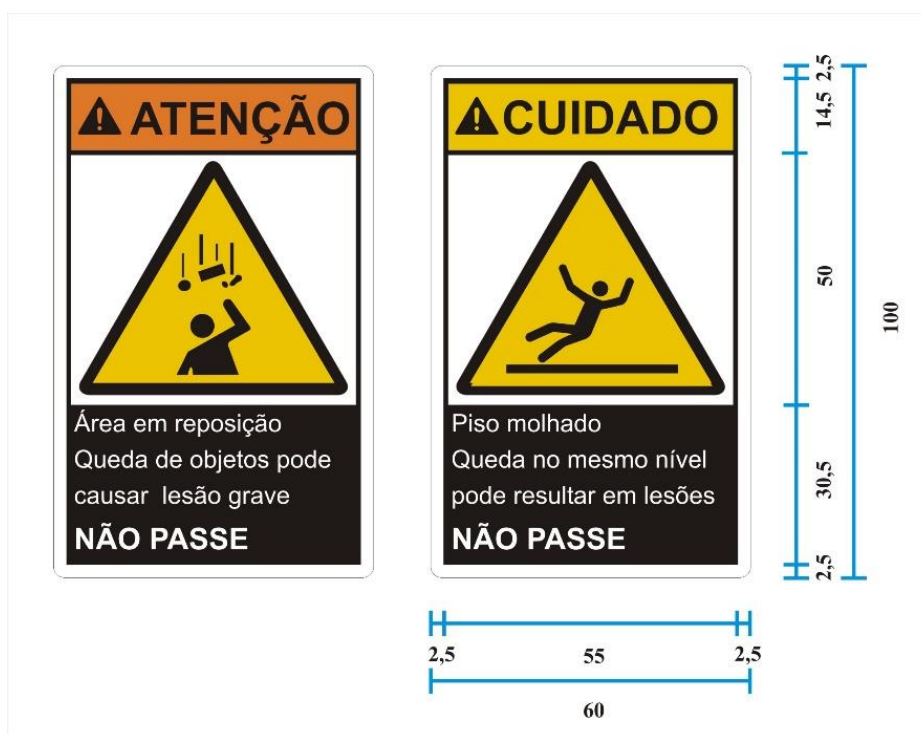 ATENÇÃO
Área em reposição
Queda de objetos pode
causar lesão grave
NÃO PASSE
CUIDADO
Piso molhado
Queda no mesmo nível
pode resultar em lesões
NÃO PASSE
2,5
14,5
50
100
30,5
2,5
2,5
55
2,5
60